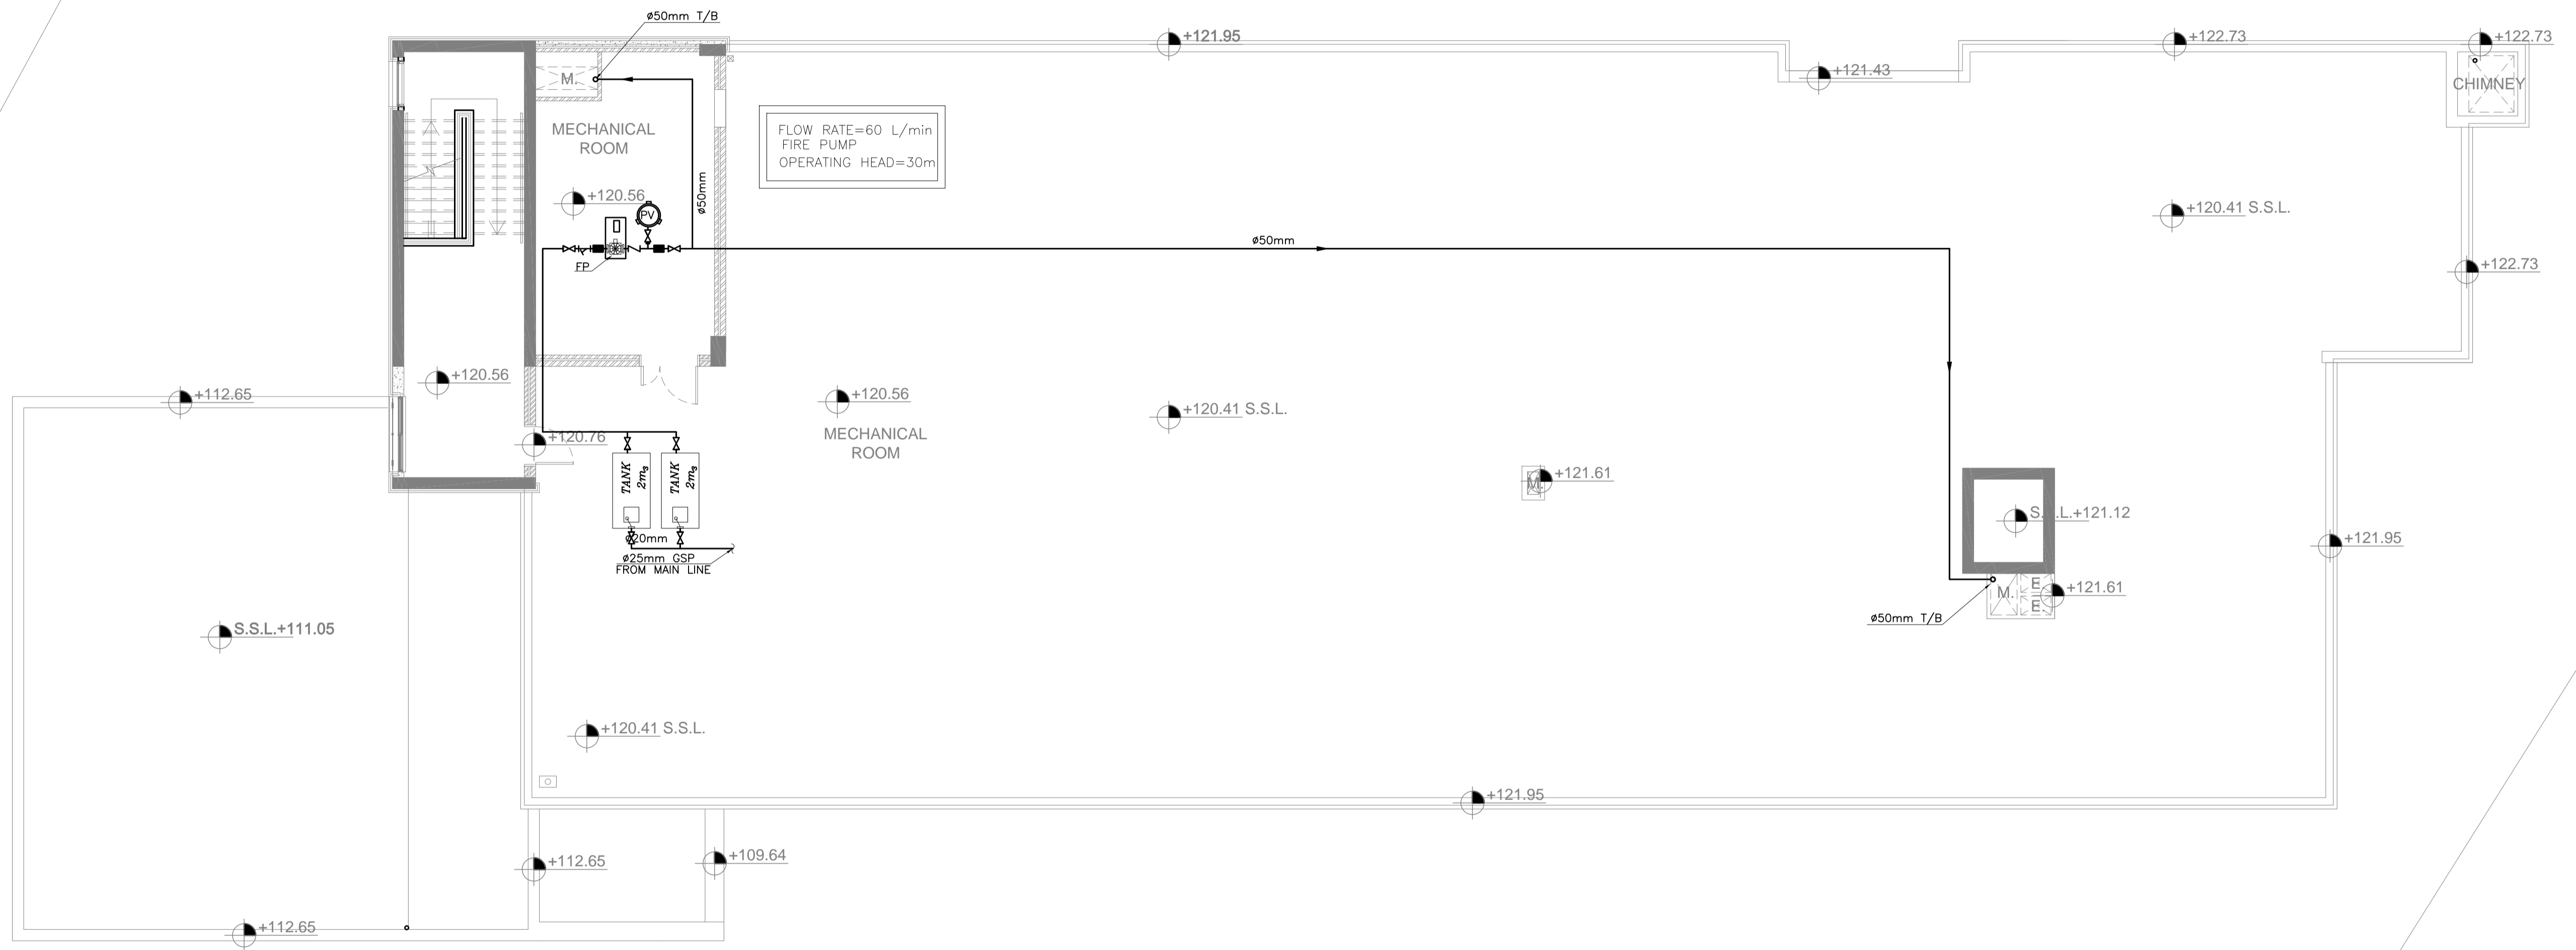 ø50mm T/B
+121.95
+122.73
+122.73
+121.43
M.
CHIMNEY
MECHANICAL
ROOM
FLOW RATE=60 L/min
FIRE PUMP
OPERATING HEAD=30m
ø50mm
+120.56
PV
+120.41 S.S.L.
ø50mm
FP
+122.73
+120.56
+112.65
+120.56
+120.41 S.S.L.
MECHANICAL
ROOM
+120.76
TANK
2m3
TANK
2m3
M.
+121.61
S.S.L.+121.12
+121.95
ø20mm
ø25mm GSP
FROM MAIN LINE
M.
E.
E.
+121.61
ø50mm T/B
S.S.L.+111.05
+120.41 S.S.L.
+121.95
+112.65
+109.64
+112.65